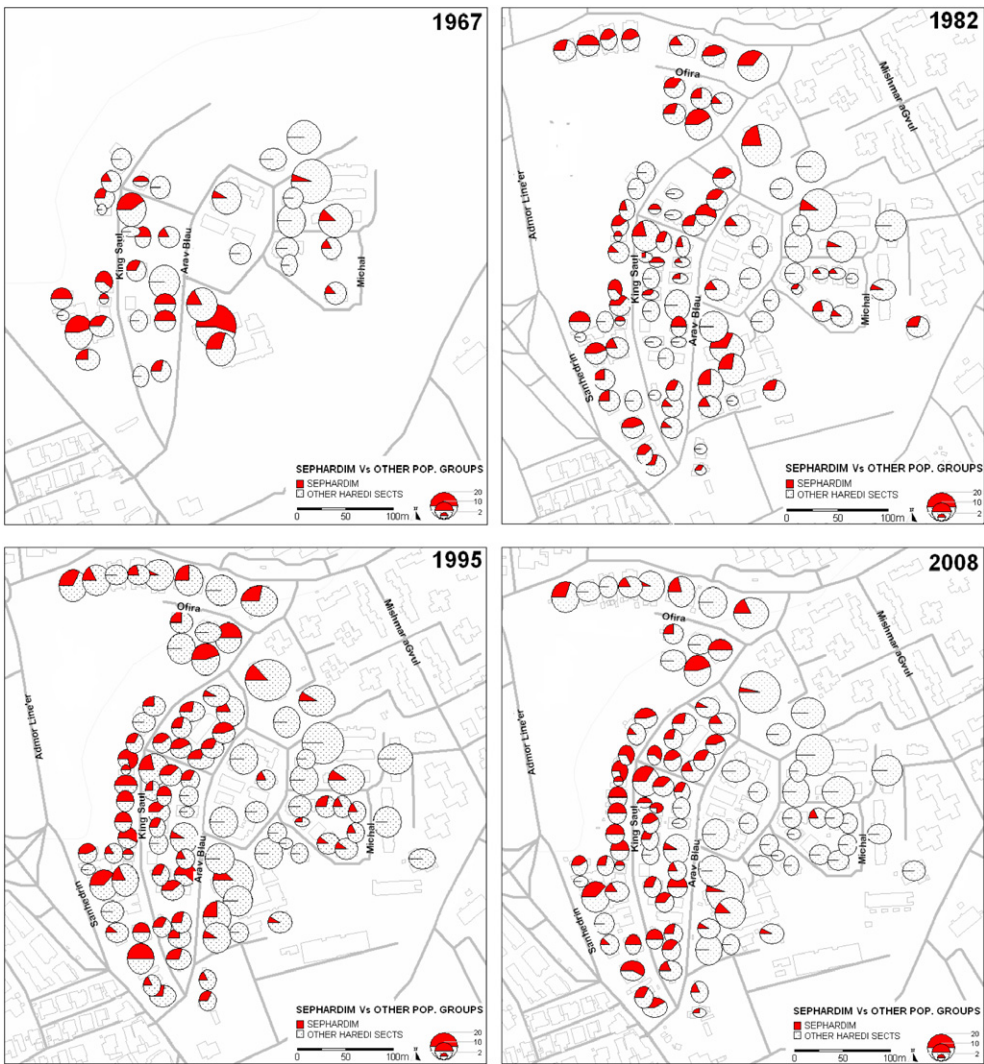 1967
King Saul
Arav Blau
Michal
SEPHARDIM Vs OTHER POP. GROUPS
SEPHARDIM
OTHER HAREDI SECTS
0 50 100m
20
10
2
1982
Ofira
Mishmar aGvul
Admor Line'er
King Saul
Arav Blau
Michal
Sanhedrin
SEPHARDIM Vs OTHER POP. GROUPS
SEPHARDIM
OTHER HAREDI SECTS
0 50 100m
20
10
2
1995
Ofira
Mishmar aGvul
Admor Line'er
King Saul
Arav Blau
Michal
Sanhedrin
SEPHARDIM Vs OTHER POP. GROUPS
SEPHARDIM
OTHER HAREDI SECTS
0 50 100m
20
10
2
2008
Ofira
Mishmar aGvul
Admor Line'er
King Saul
Arav Blau
Michal
Sanhedrin
SEPHARDIM Vs OTHER POP. GROUPS
SEPHARDIM
OTHER HAREDI SECTS
0 50 100m
20
10
2